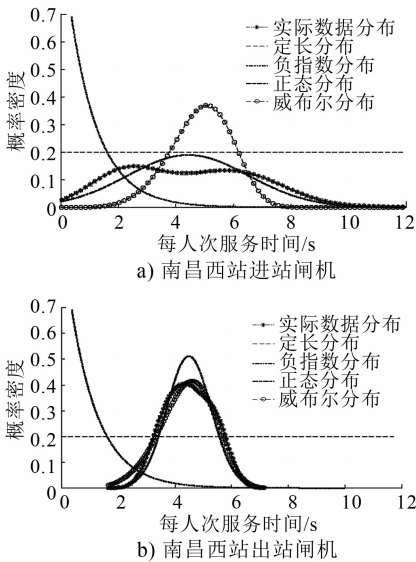 0.7
0.6
0.5
0.4
0.3
0.2
0.1
0
概率密度
实际数据分布
定长分布
负指数分布
正态分布
威布尔分布
0 2 4 6 8 10 12
每人次服务时间/s
a) 南昌西站进站闸机
0.7
0.6
0.5
0.4
0.3
0.2
0.1
0
概率密度
实际数据分布
定长分布
负指数分布
正态分布
威布尔分布
0 2 4 6 8 10 12
每人次服务时间/s
b) 南昌西站出站闸机